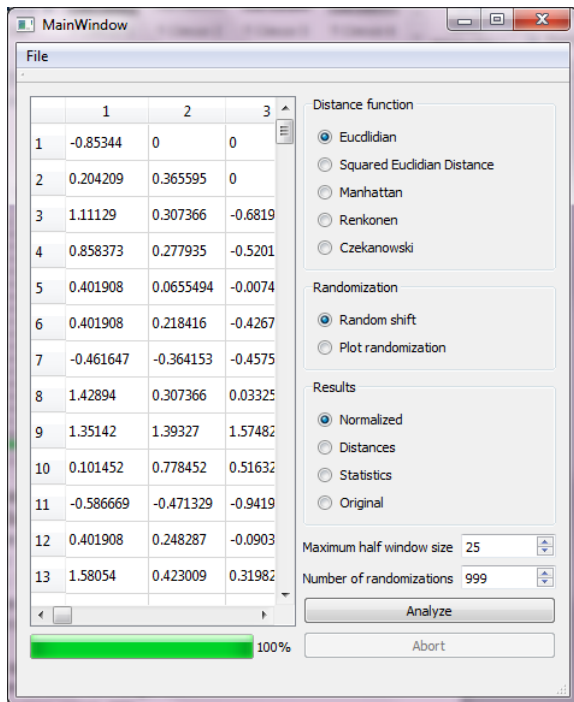 MainWindow
File
1 2 3
1 -0.85344 0 0
2 0.204209 0.365595 0
3 1.11129 0.307366 -0.6819
4 0.858373 0.277935 -0.5201
5 0.401908 0.0655494 -0.0074
6 0.401908 0.218416 -0.4267
7 -0.461647 -0.364153 -0.4575
8 1.42894 0.307366 0.03325
9 1.35142 1.39327 1.57482
10 0.101452 0.778452 0.51632
11 -0.586669 -0.471329 -0.9419
12 0.401908 0.248287 -0.0903
13 1.58054 0.423009 0.31982
100%
Distance function
Eucdlidian
Squared Euclidian Distance
Manhattan
Renkonen
Czekanowski
Randomization
Random shift
Plot randomization
Results
Normalized
Distances
Statistics
Original
Maximum half window size 25
Number of randomizations 999
Analyze
Abort